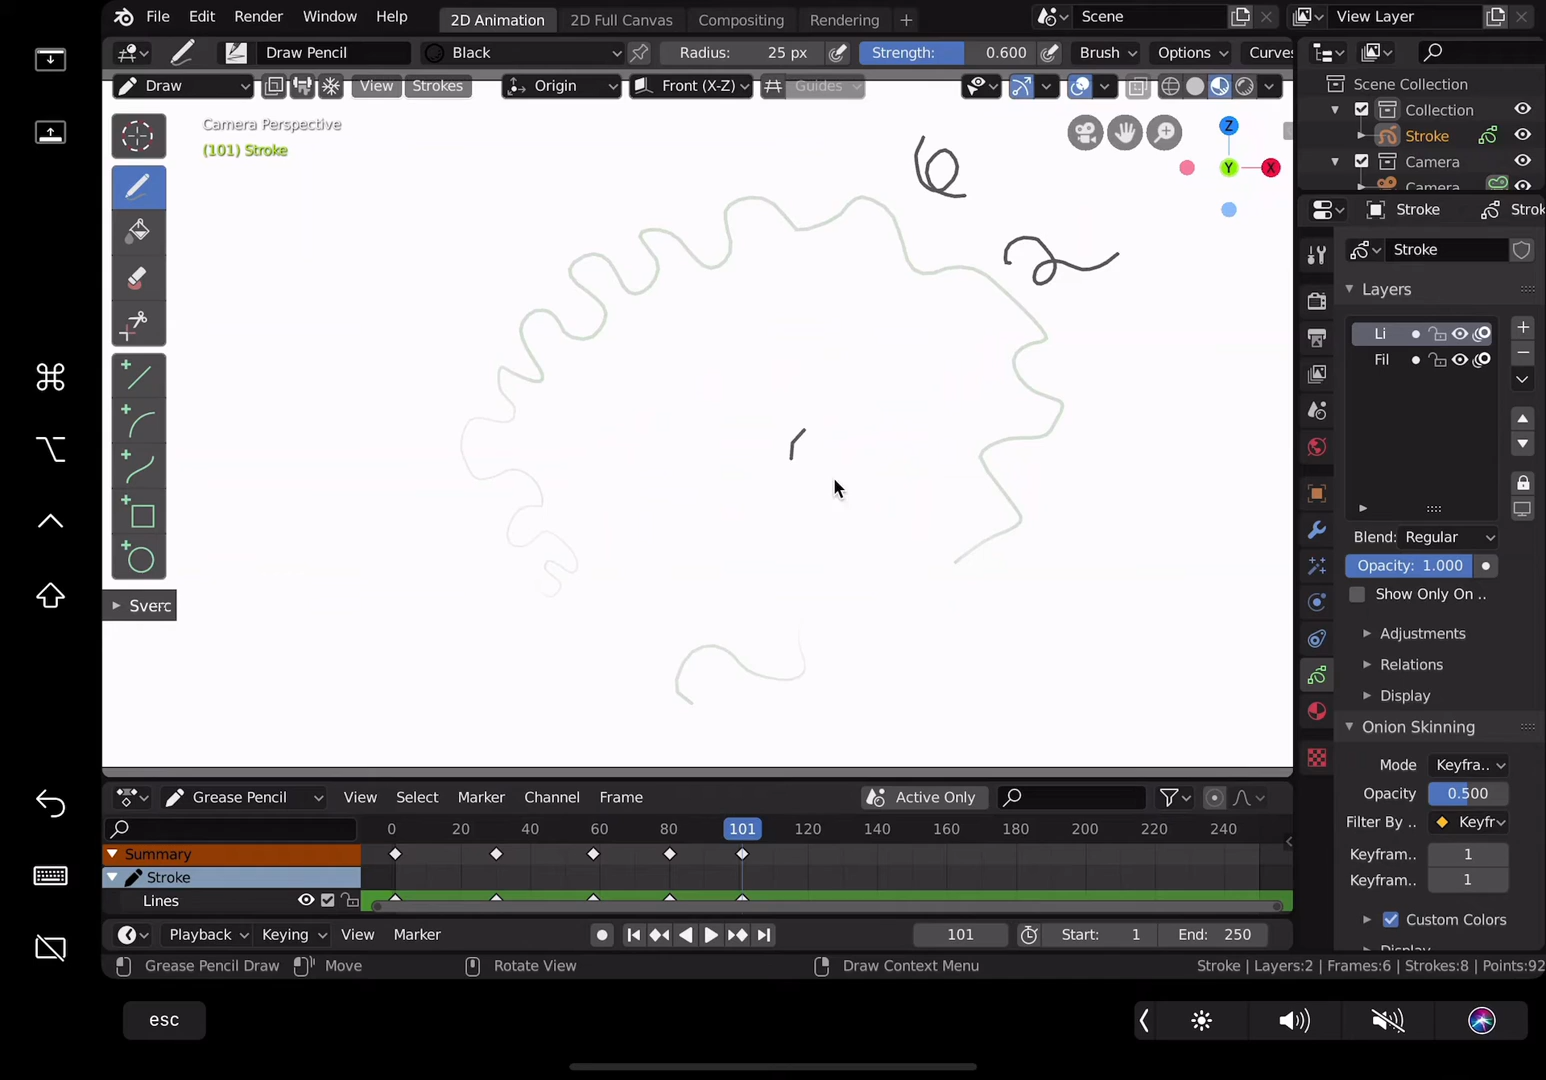 File Edit Render Window Help 2D Animation 2D Full Canvas Compositing Rendering + Scene View Layer
Draw Pencil Black Radius: 25 px Strength: 0.600 Brush Options Curves
Draw View Strokes Origin Front (X-Z) Guides
Scene Collection
Collection
Stroke
Camera
Camera
Camera Perspective
(101) Stroke
Z
Y
X
Stroke Strok
Stroke
Layers
Li
Fil
Blend: Regular
Opacity: 1.000
Show Only On ..
Adjustments
Relations
Display
Onion Skinning
Mode Keyfra..
Opacity 0.500
Filter By .. Keyfr
Keyfram.. 1
Keyfram.. 1
Custom Colors
Display
Grease Pencil View Select Marker Channel Frame Active Only
0 20 40 60 80 101 120 140 160 180 200 220 240
Summary
Stroke
Lines
Playback Keying View Marker 101 Start: 1 End: 250
Grease Pencil Draw Move Rotate View Draw Context Menu Stroke | Layers:2 | Frames:6 | Strokes:8 | Points:92
esc